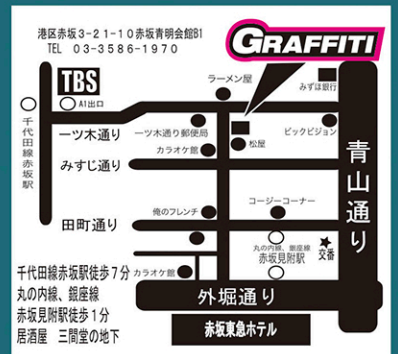 港区赤坂3-21-10赤坂青明会館B1
TEL 03-3586-1970
GRAFFITI
TBS
A1出口
ラーメン屋
みずほ銀行
千代田線赤坂駅
一ツ木通り
一ツ木通り郵便局
松屋
ビックビジョン
カラオケ館
みすじ通り
青山通り
田町通り
俺のフレンチ
コージーコーナー
丸の内線、銀座線
赤坂見附駅
交番
千代田線赤坂駅徒歩7分
カラオケ館
丸の内線、銀座線
赤坂見附駅徒歩1分
居酒屋 三間堂の地下
外堀通り
赤坂東急ホテル